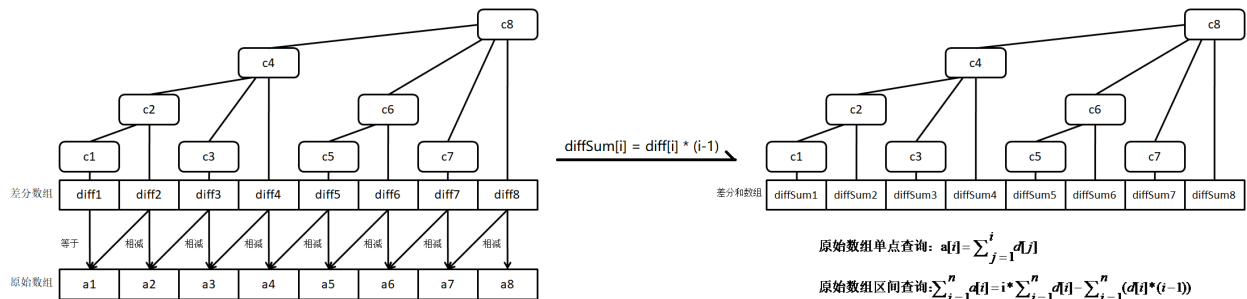 c8
c4
c2
c6
c1
c3
c5
c7
差分数组
diff1 diff2 diff3 diff4 diff5 diff6 diff7 diff8
等于 相减 相减 相减 相减 相减 相减 相减
原始数组
a1 a2 a3 a4 a5 a6 a7 a8
diffSum[i] = diff[i] * (i-1)
c8
c4
c2
c6
c1
c3
c5
c7
差分和数组
diffSum1 diffSum2 diffSum3 diffSum4 diffSum5 diffSum6 diffSum7 diffSum8
原始数组单点查询：a[i]=∑_{j=1}^{i}d[j]
原始数组区间查询:∑_{i=1}^{n}a[i]=i*∑_{i=1}^{n}d[i]−∑_{i=1}^{n}(d[i]*(i−1))